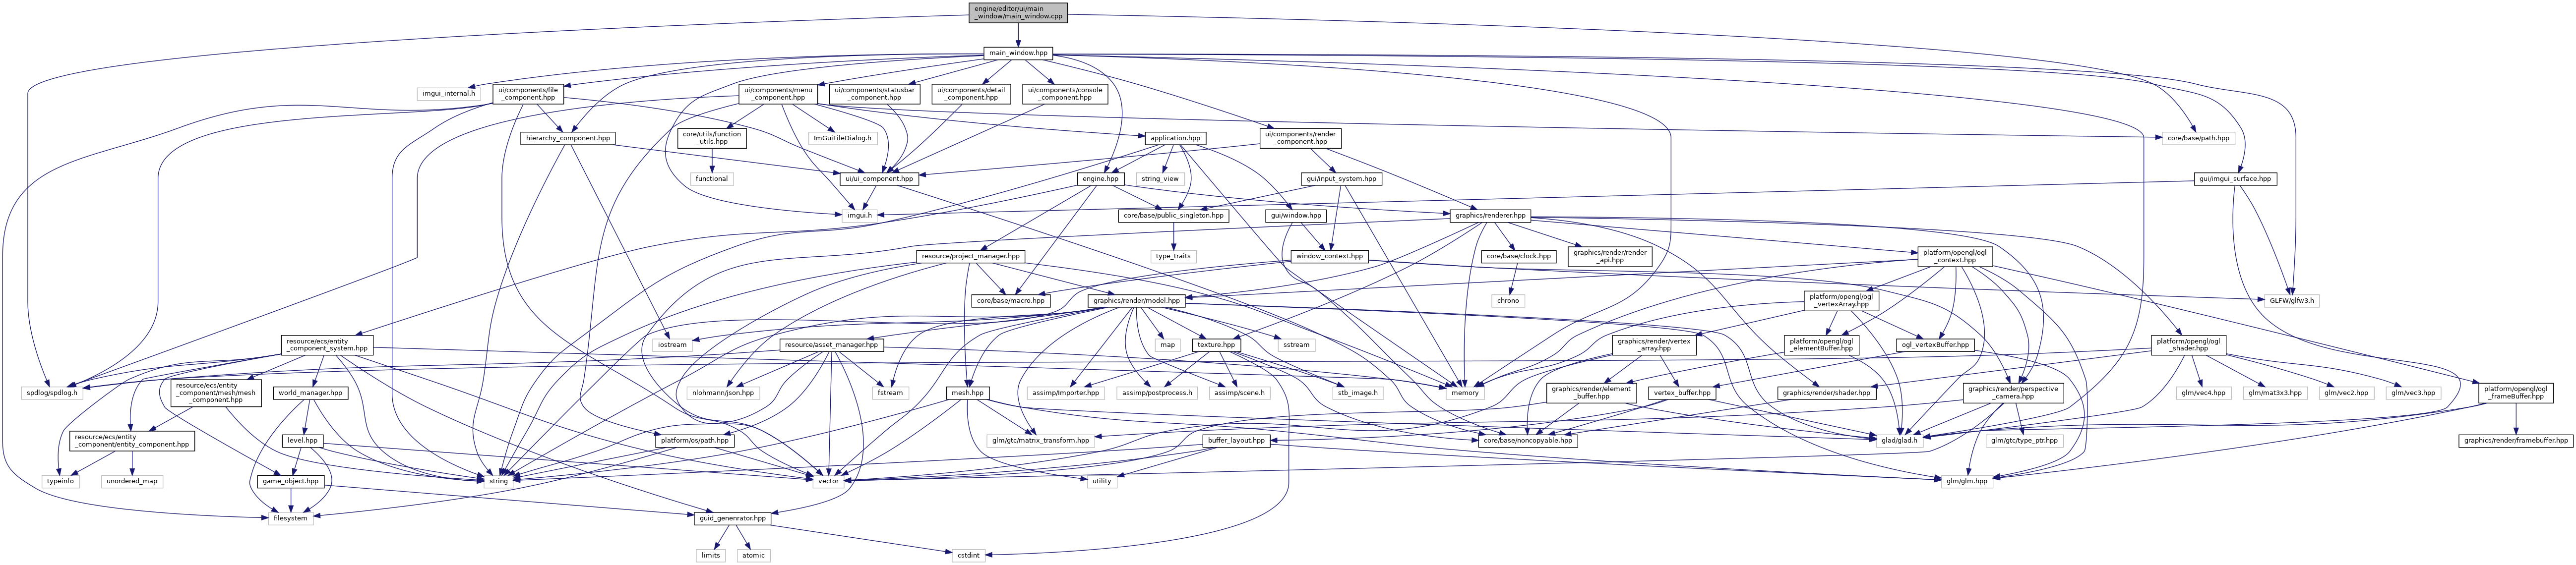 engine/editor/ui/main
_window/main_window.cpp
main_window.hpp
imgui_internal.h
ui/components/file
_component.hpp
ui/components/menu
_component.hpp
ui/components/statusbar
_component.hpp
ui/components/detail
_component.hpp
ui/components/console
_component.hpp
hierarchy_component.hpp
core/utils/function
_utils.hpp
ImGuiFileDialog.h
application.hpp
ui/components/render
_component.hpp
core/base/path.hpp
functional
ui/ui_component.hpp
engine.hpp
string_view
gui/input_system.hpp
gui/imgui_surface.hpp
imgui.h
core/base/public_singleton.hpp
gui/window.hpp
graphics/renderer.hpp
resource/project_manager.hpp
type_traits
window_context.hpp
core/base/clock.hpp
graphics/render/render
_api.hpp
platform/opengl/ogl
_context.hpp
core/base/macro.hpp
graphics/render/model.hpp
chrono
platform/opengl/ogl
_vertexArray.hpp
GLFW/glfw3.h
resource/ecs/entity
_component_system.hpp
iostream
resource/asset_manager.hpp
map
texture.hpp
sstream
graphics/render/vertex
_array.hpp
platform/opengl/ogl
_elementBuffer.hpp
ogl_vertexBuffer.hpp
platform/opengl/ogl
_shader.hpp
spdlog/spdlog.h
resource/ecs/entity
_component/mesh/mesh
_component.hpp
world_manager.hpp
nlohmann/json.hpp
fstream
mesh.hpp
assimp/Importer.hpp
assimp/postprocess.h
assimp/scene.h
stb_image.h
memory
graphics/render/element
_buffer.hpp
vertex_buffer.hpp
graphics/render/shader.hpp
graphics/render/perspective
_camera.hpp
glm/vec4.hpp
glm/mat3x3.hpp
glm/vec2.hpp
glm/vec3.hpp
platform/opengl/ogl
_frameBuffer.hpp
resource/ecs/entity
_component/entity_component.hpp
level.hpp
platform/os/path.hpp
glm/gtc/matrix_transform.hpp
buffer_layout.hpp
core/base/noncopyable.hpp
glad/glad.h
glm/gtc/type_ptr.hpp
graphics/render/framebuffer.hpp
typeinfo
unordered_map
game_object.hpp
string
vector
utility
glm/glm.hpp
filesystem
guid_genenrator.hpp
limits
atomic
cstdint